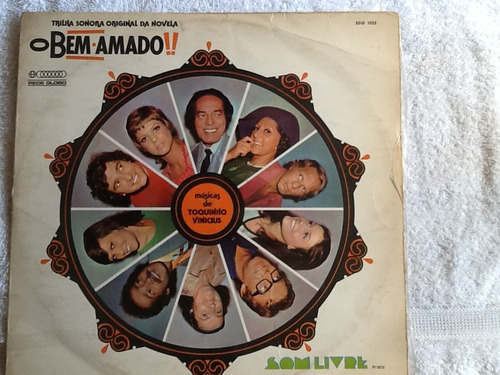 TRILHA SONORA ORIGINAL DA NOVELA
O BEM-AMADO!!
REDE GLOBO
músicas
de
TOQUINHO
VINICIUS
SOM LIVRE